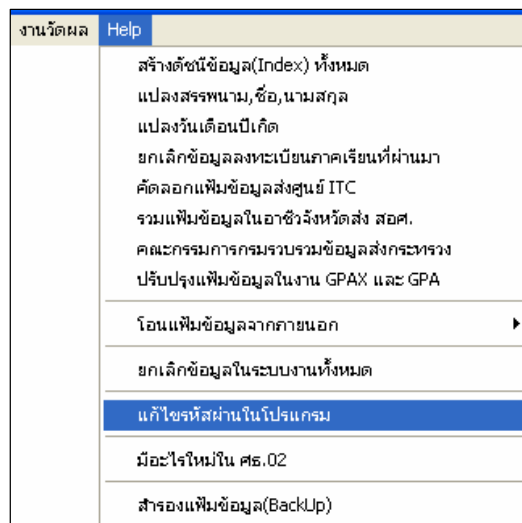 งานวัดผล Help
สร้างดัชนีข้อมูล(Index) ทั้งหมด
แปลงสรรพนาม,ชื่อ,นามสกุล
แปลงวันเดือนปีเกิด
ยกเลิกข้อมูลลงทะเบียนภาคเรียนที่ผ่านมา
คัดลอกแฟ้มข้อมูลส่งศูนย์ ITC
รวมแฟ้มข้อมูลในอาชีวจังหวัดส่ง สอศ.
คณะกรรมการกรมรวบรวมข้อมูลส่งกระทรวง
ปรับปรุงแฟ้มข้อมูลในงาน GPAX และ GPA
โอนแฟ้มข้อมูลจากภายนอก
ยกเลิกข้อมูลในระบบงานทั้งหมด
แก้ไขรหัสผ่านในโปรแกรม
มีอะไรใหม่ใน ศธ.02
สำรองแฟ้มข้อมูล(BackUp)